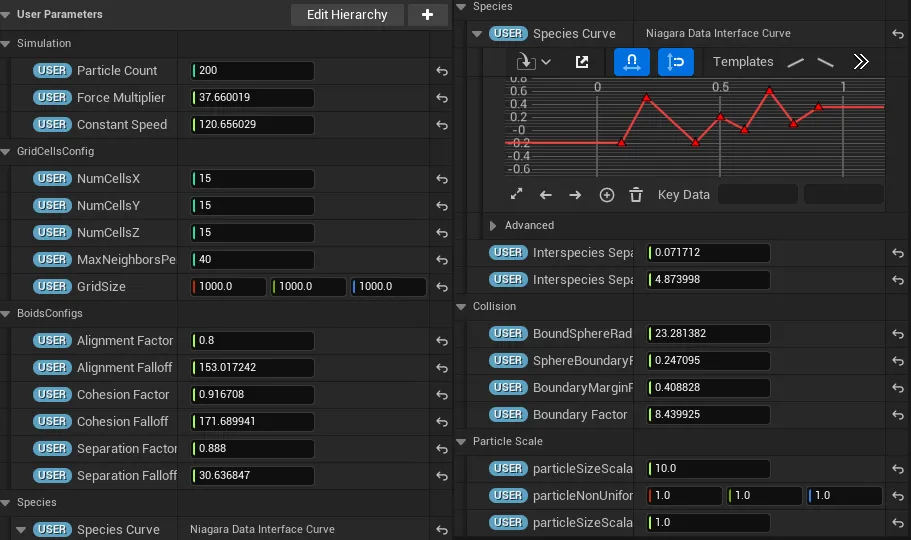 User Parameters
Edit Hierarchy
+
Simulation
USER Particle Count 200
USER Force Multiplier 37.660019
USER Constant Speed 120.656029
GridCellsConfig
USER NumCellsX 15
USER NumCellsY 15
USER NumCellsZ 15
USER MaxNeighborsPe 40
USER GridSize 1000.0 1000.0 1000.0
BoidsConfigs
USER Alignment Factor 0.8
USER Alignment Falloff 153.017242
USER Cohesion Factor 0.916708
USER Cohesion Falloff 171.689941
USER Separation Factor 0.888
USER Separation Falloff 30.636847
Species
USER Species Curve Niagara Data Interface Curve
Species
USER Species Curve Niagara Data Interface Curve
Templates
0.8
0 0.5 1
0.6
0.4
0.2
-0
-0.2
-0.4
-0.6
Key Data
Advanced
USER Interspecies Sepa 0.071712
USER Interspecies Sepa 4.873998
Collision
USER BoundSphereRad 23.281382
USER SphereBoundaryF 0.247095
USER BoundaryMarginF 0.408828
USER Boundary Factor 8.439925
Particle Scale
USER particleSizeScala 10.0
USER particleNonUnifor 1.0 1.0 1.0
USER particleSizeScala 1.0